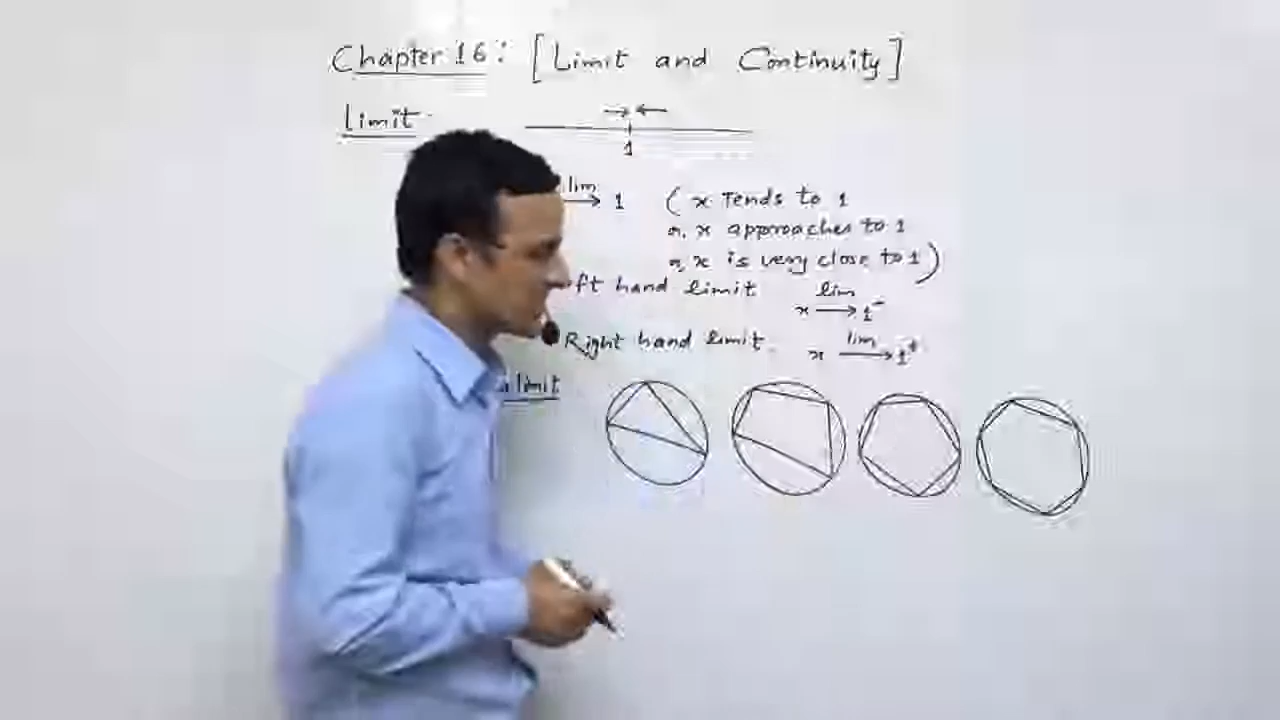 Chapter 16: [Limit and Continuity]
Limit
1
lim → 1 (x tends to 1
or, x approaches to 1
or, x is very close to 1)
ft hand limit x lim → 1⁻
Right hand limit. x lim → 1⁺
limit